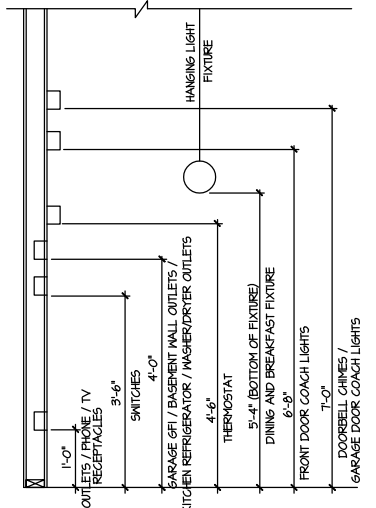 HANGING LIGHT
FIXTURE
1'-0"
OUTLETS / PHONE / TV
RECEPTACLES
3'-6"
SWITCHES
4'-0"
GARAGE GFI / BASEMENT WALL OUTLETS /
KITCHEN REFRIGERATOR / WASHER/DRYER OUTLETS
4'-6"
THERMOSTAT
5'-4" (BOTTOM OF FIXTURE)
DINING AND BREAKFAST FIXTURE
6'-8"
FRONT DOOR COACH LIGHTS
7'-0"
DOORBELL CHIMES /
GARAGE DOOR COACH LIGHTS